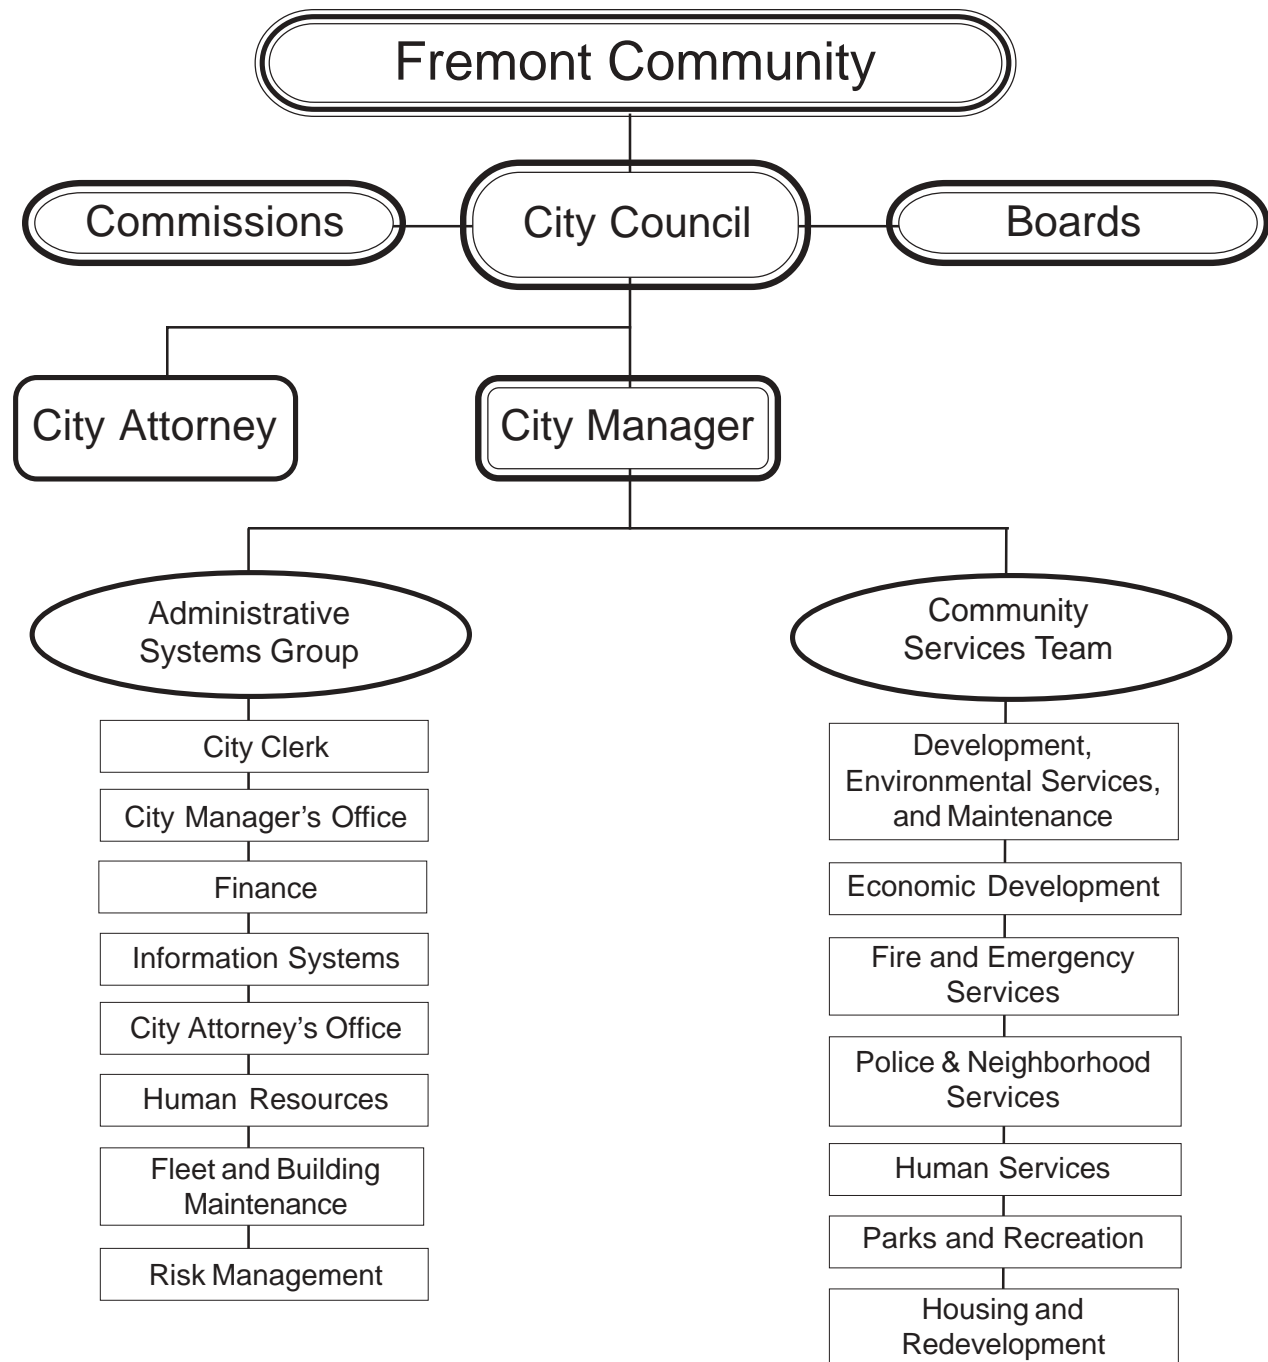 Fremont Community
Commissions
City Council
Boards
City Attorney
City Manager
Administrative
Systems Group
City Clerk
City Manager’s Office
Finance
Information Systems
City Attorney’s Office
Human Resources
Fleet and Building
Maintenance
Risk Management
Community
Services Team
Development,
Environmental Services,
and Maintenance
Economic Development
Fire and Emergency
Services
Police & Neighborhood
Services
Human Services
Parks and Recreation
Housing and
Redevelopment